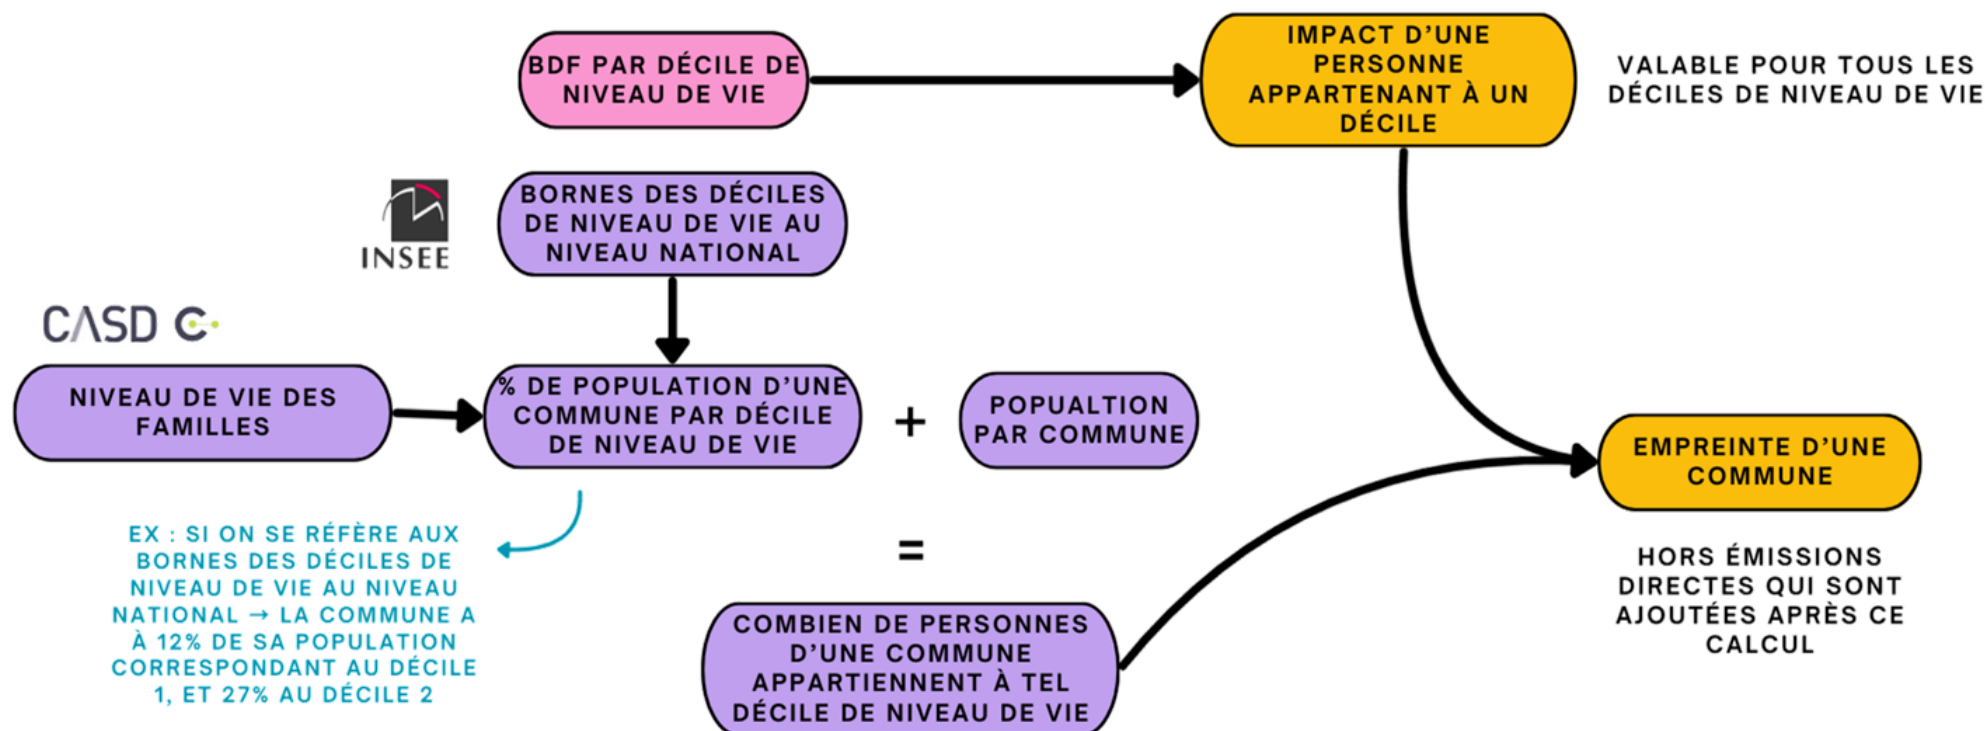 BDF PAR DÉCILE DE
NIVEAU DE VIE
IMPACT D'UNE
PERSONNE
APPARTENANT À UN
DÉCILE
VALABLE POUR TOUS LES
DÉCILES DE NIVEAU DE VIE
INSEE
BORNES DES DÉCILES
DE NIVEAU DE VIE AU
NIVEAU NATIONAL
CASD
NIVEAU DE VIE DES
FAMILLES
% DE POPULATION D'UNE
COMMUNE PAR DÉCILE
DE NIVEAU DE VIE
+
POPUALTION
PAR COMMUNE
EMPREINTE D'UNE
COMMUNE
EX : SI ON SE RÉFÈRE AUX
BORNES DES DÉCILES DE
NIVEAU DE VIE AU NIVEAU
NATIONAL → LA COMMUNE A
À 12% DE SA POPULATION
CORRESPONDANT AU DÉCILE
1, ET 27% AU DÉCILE 2
=
COMBIEN DE PERSONNES
D'UNE COMMUNE
APPARTIENNENT À TEL
DÉCILE DE NIVEAU DE VIE
HORS ÉMISSIONS
DIRECTES QUI SONT
AJOUTÉES APRÈS CE
CALCUL